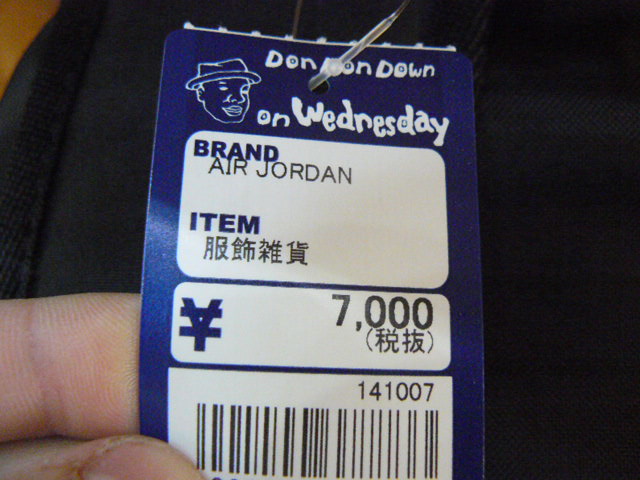 Don Don Down
on Wednesday
BRAND
AIR JORDAN
ITEM
服飾雑貨
¥ 7,000
(税抜)
141007